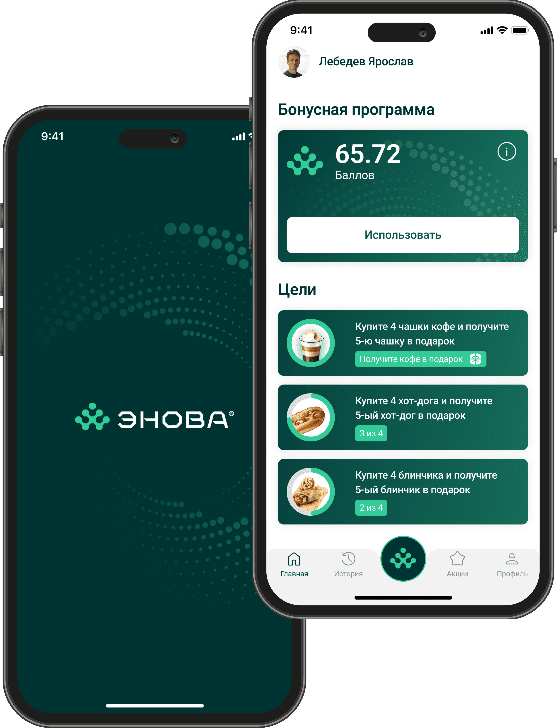 9:41
ЭНОВА®
9:41
Лебедев Ярослав
Бонусная программа
65.72
Баллов
i
Использовать
Цели
Купите 4 чашки кофе и получите
5-ю чашку в подарок
Получите кофе в подарок
Купите 4 хот-дога и получите
5-ый хот-дог в подарок
3 из 4
Купите 4 блинчика и получите
5-ый блинчик в подарок
2 из 4
Главная
История
Акции
Профиль